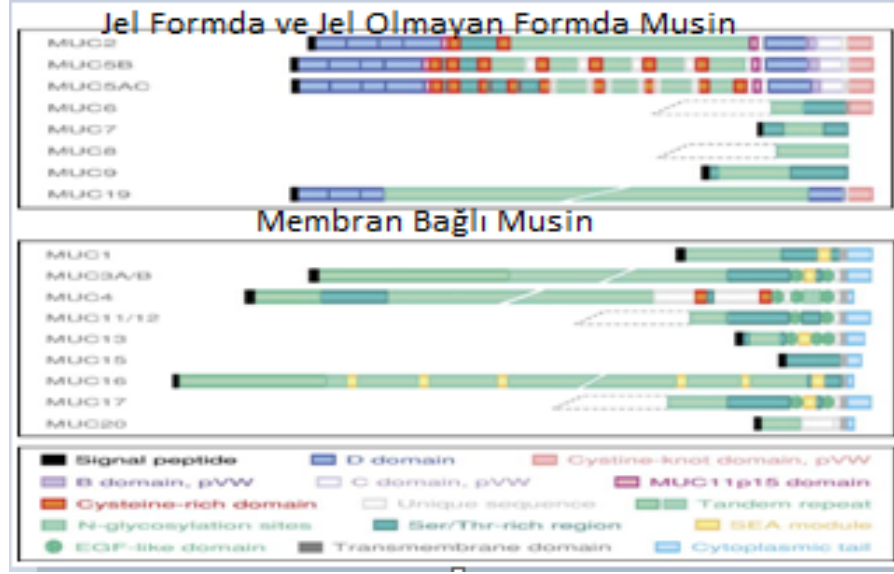 Jel Formda ve Jel Olmayan Formda Musin
MUC2
MUC5B
MUC5AC
MUC6
MUC7
MUC8
MUC9
MUC19
Membran Bağlı Musin
MUC1
MUC3A/B
MUC4
MUC11/12
MUC13
MUC15
MUC16
MUC17
MUC20
Signal peptide D domain Cystine-knot domain, pVW
B domain, pVW C domain, pVW MUC11p15 domain
Cysteine-rich domain Unique sequence Tandem repeat
N-glycosylation sites Ser/Thr-rich region SEA module
EGF-like domain Transmembrane domain Cytoplasmic tail